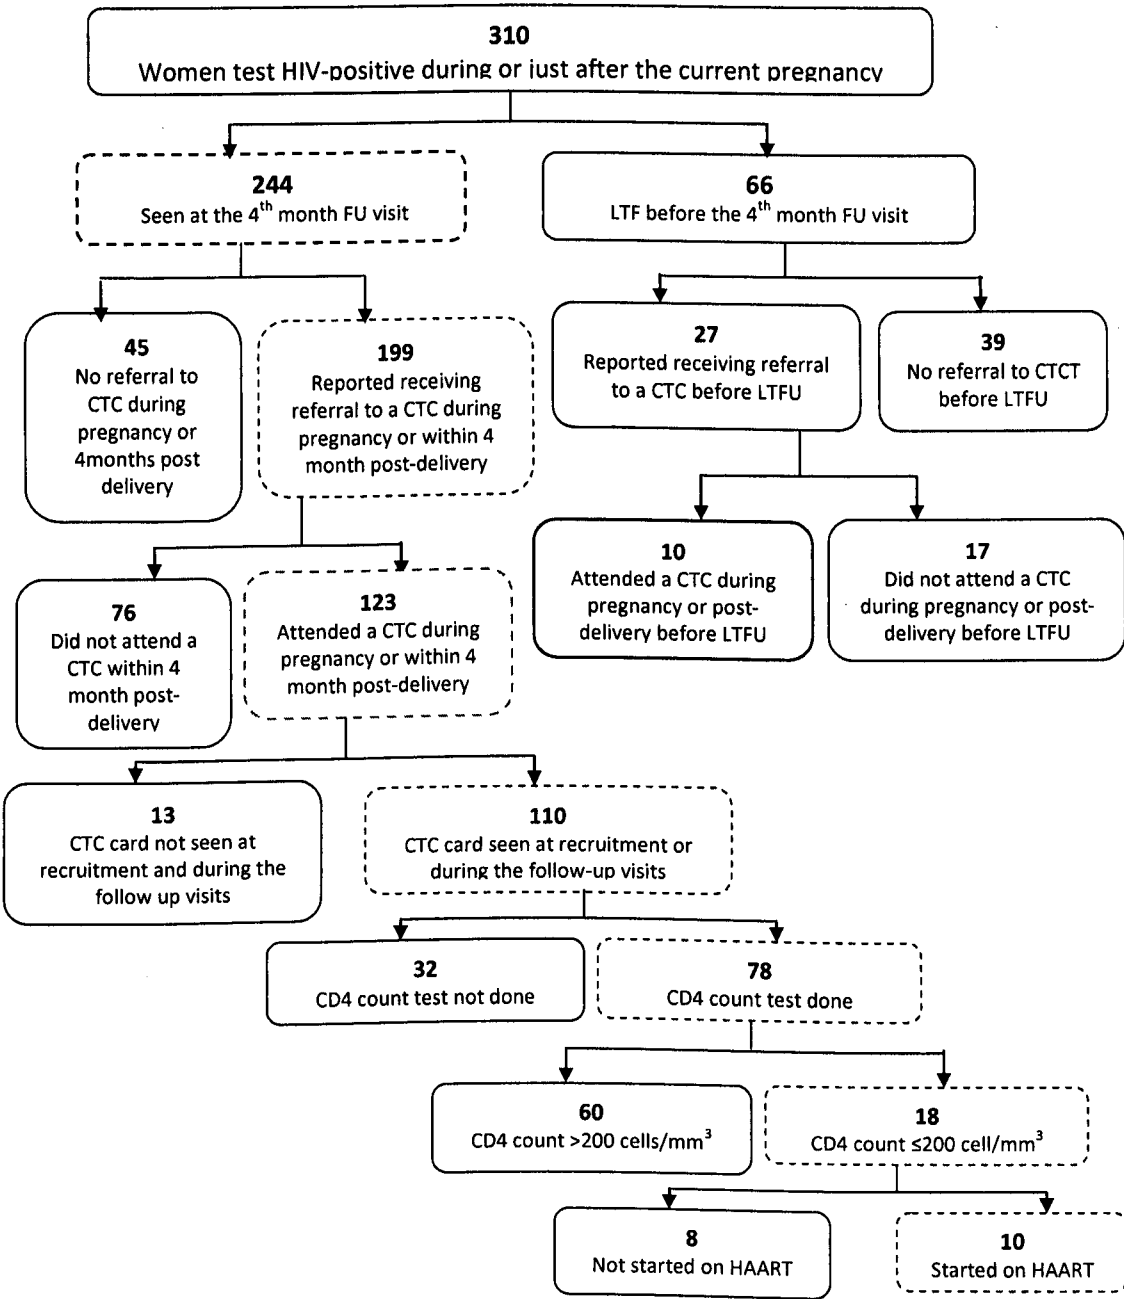 310
Women test HIV-positive during or just after the current pregnancy
244
Seen at the 4th month FU visit
66
LTF before the 4th month FU visit
45
No referral to
CTC during
pregnancy or
4months post
delivery
199
Reported receiving
referral to a CTC during
pregnancy or within 4
month post-delivery
27
Reported receiving referral
to a CTC before LTFU
39
No referral to CTCT
before LTFU
10
Attended a CTC during
pregnancy or post-
delivery before LTFU
17
Did not attend a CTC
during pregnancy or post-
delivery before LTFU
76
Did not attend a
CTC within 4
month post-
delivery
123
Attended a CTC during
pregnancy or within 4
month post-delivery
13
CTC card not seen at
recruitment and during the
follow up visits
110
CTC card seen at recruitment or
during the follow-up visits
32
CD4 count test not done
78
CD4 count test done
60
CD4 count >200 cells/mm³
18
CD4 count ≤200 cell/mm³
8
Not started on HAART
10
Started on HAART